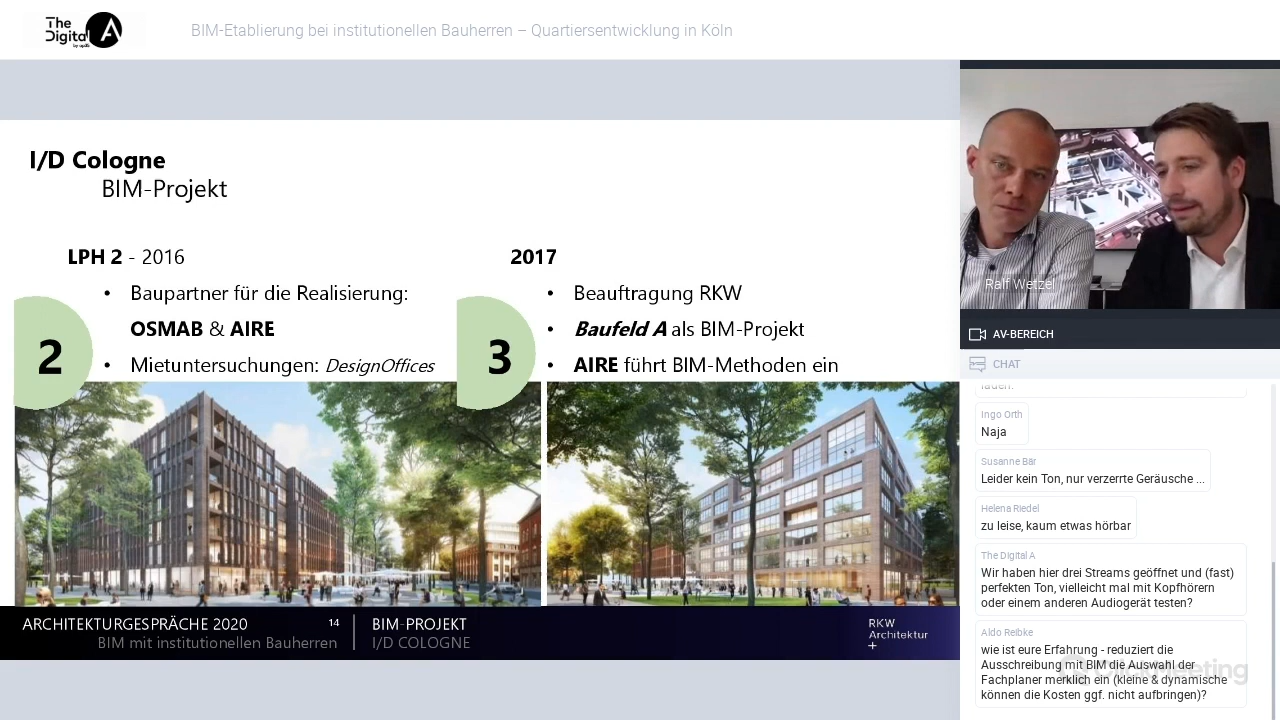 The
Digital A
BIM-Etablierung bei institutionellen Bauherren – Quartiersentwicklung in Köln
I/D Cologne
BIM-Projekt
LPH 2 - 2016
• Baupartner für die Realisierung:
OSMAB & AIRE
• Mietuntersuchungen: DesignOffices
2
2017
• Beauftragung RKW
• Baufeld A als BIM-Projekt
• AIRE führt BIM-Methoden ein
3
ARCHITEKTURGESPRÄCHE 2020
14
BIM mit institutionellen Bauherren
BIM-PROJEKT
I/D COLOGNE
RKW
Architektur
+
Ralf Wetzel
AV-BEREICH
CHAT
Ingo Orth
Naja
Susanne Bär
Leider kein Ton, nur verzerrte Geräusche ...
Helena Riedel
zu leise, kaum etwas hörbar
The Digital A
Wir haben hier drei Streams geöffnet und (fast)
perfekten Ton, vielleicht mal mit Kopfhörern
oder einem anderen Audiogerät testen?
Aldo Reibke
wie ist eure Erfahrung - reduziert die
Ausschreibung mit BIM die Auswahl der
Fachplaner merklich ein (kleine & dynamische
können die Kosten ggf. nicht aufbringen)?